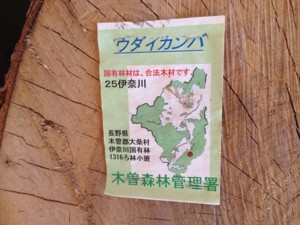 ウダイカンバ
国有林材は、合法木材です。
25伊奈川
長野県
木曽郡大桑村
伊奈川国有林
1316ろ林小班
木曽森林管理署